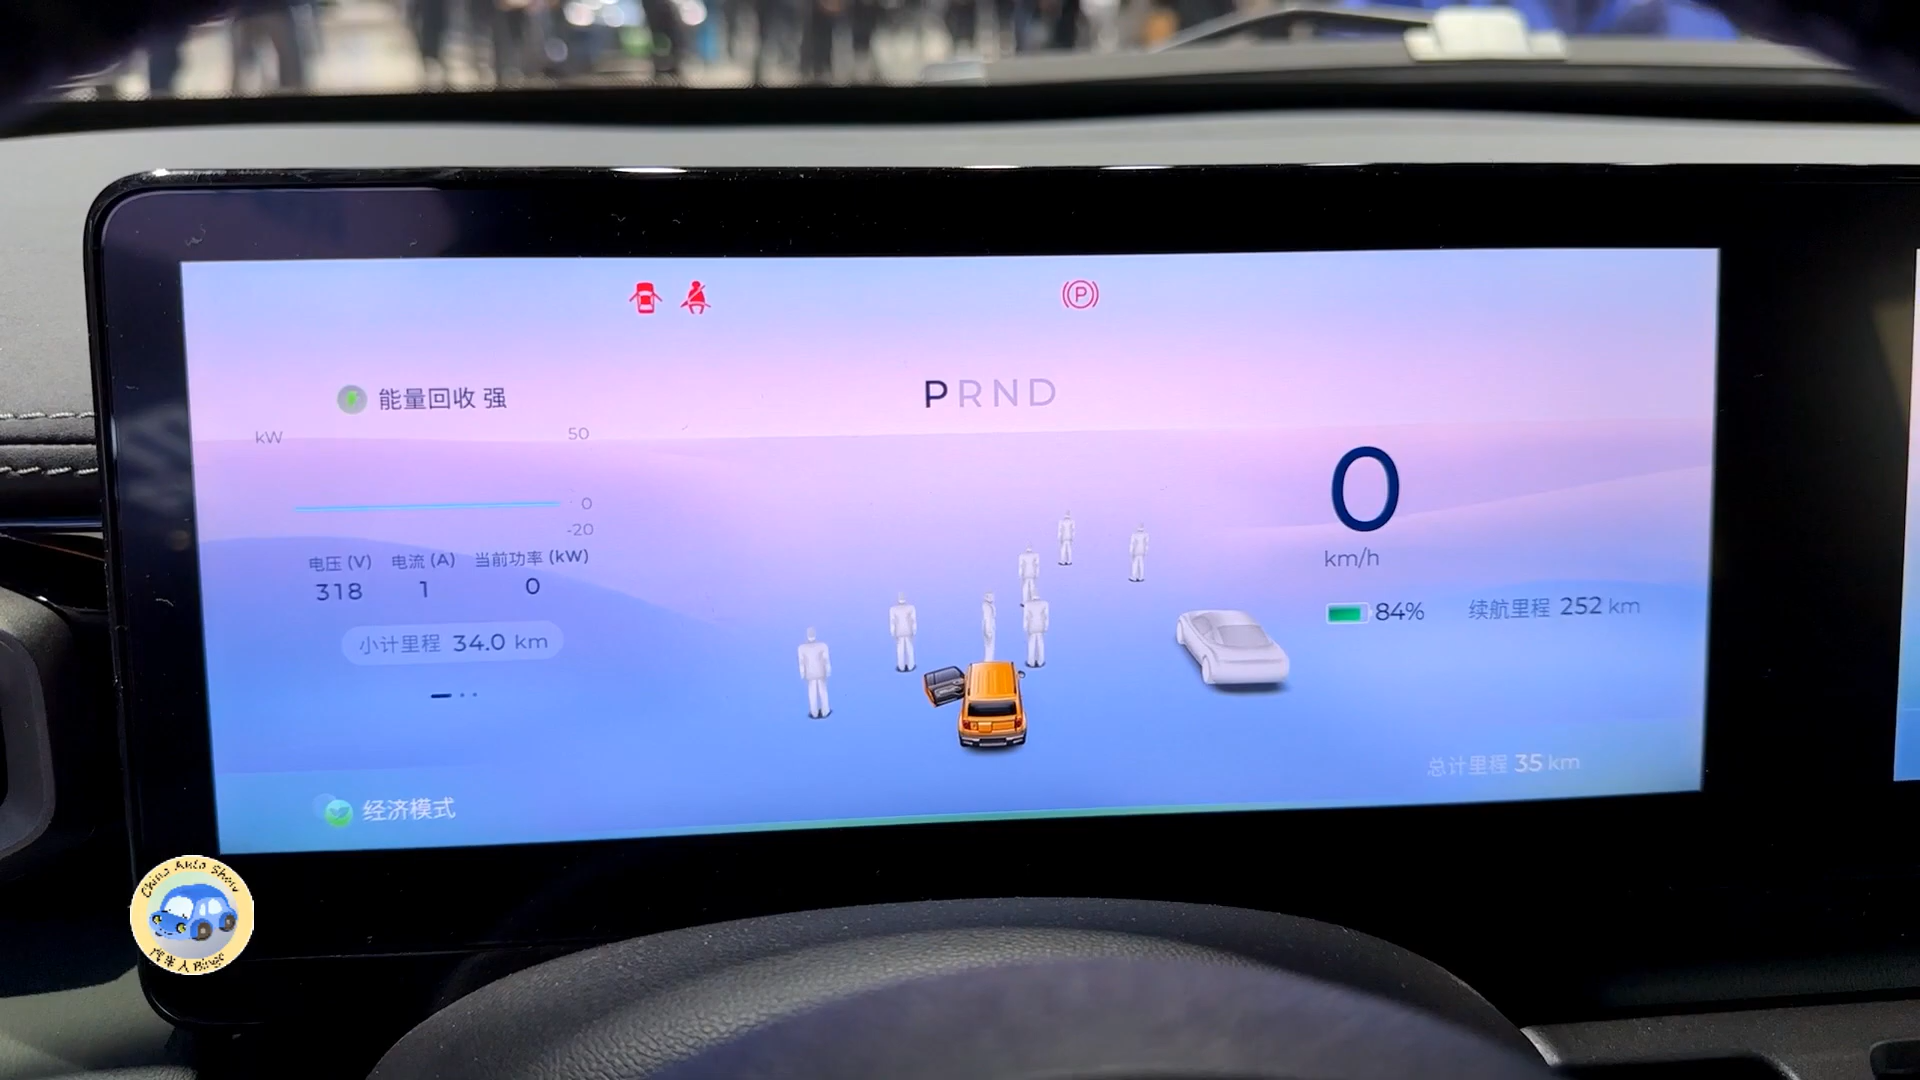 P
PRND
能量回收 强
kW
50
0
-20
电压 (V) 电流 (A) 当前功率 (kW)
318 1 0
小计里程 34.0 km
经济模式
0
km/h
84% 续航里程 252 km
总计里程 35 km
China Auto Show